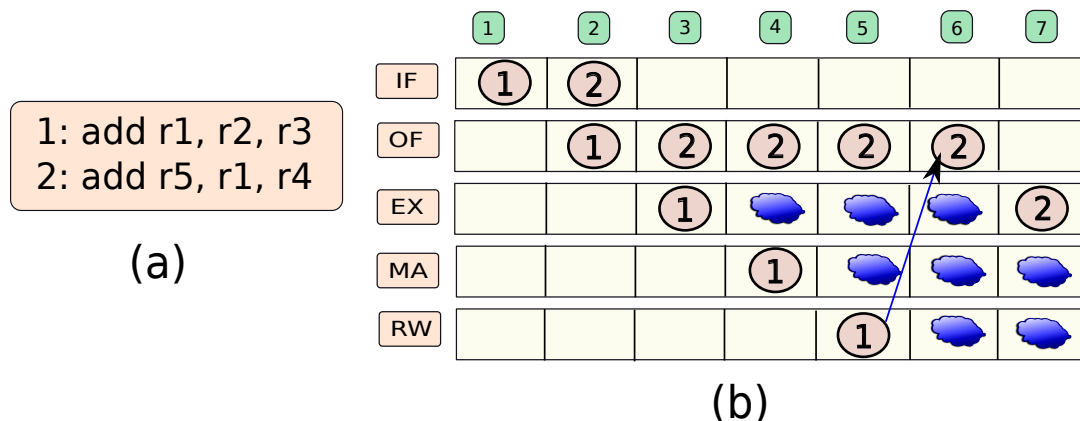 1: add r1, r2, r3
2: add r5, r1, r4
(a)
1 2 3 4 5 6 7
IF 1 2
OF 1 2 2 2 2
EX 1 2
MA 1
RW 1
(b)